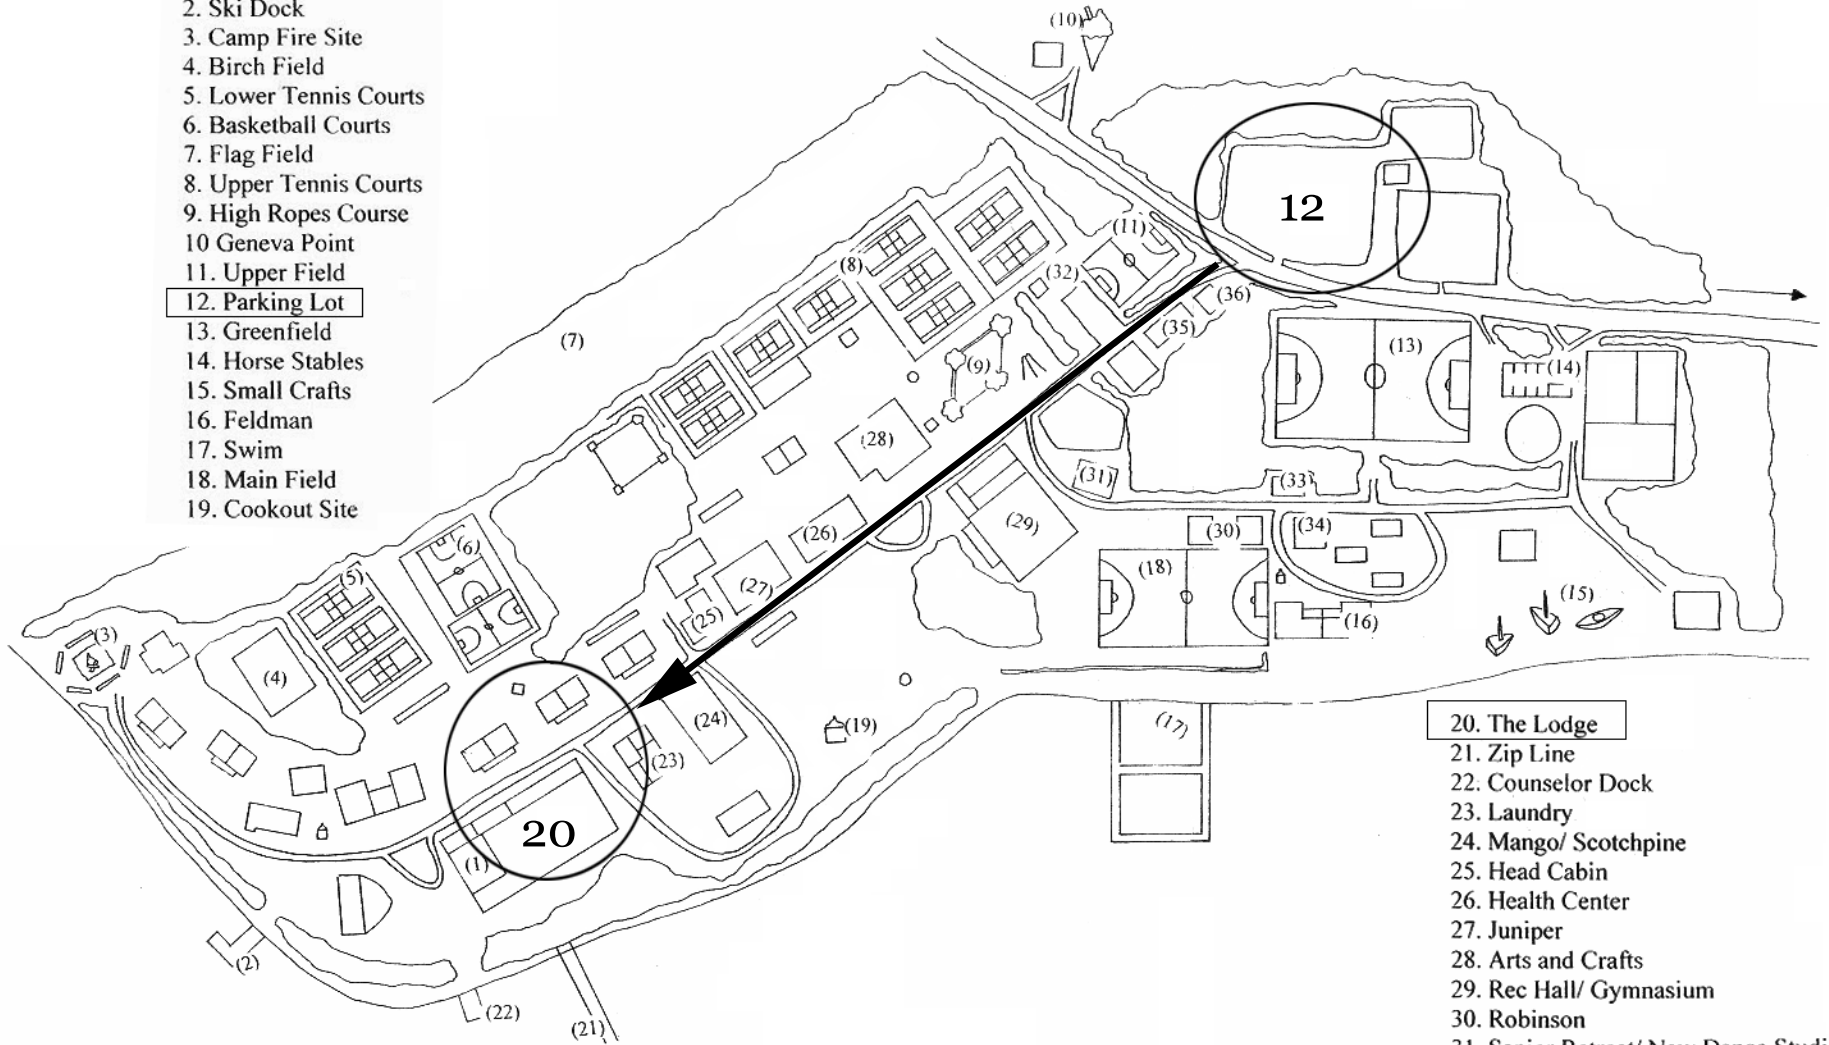 2. Ski Dock
3. Camp Fire Site
4. Birch Field
5. Lower Tennis Courts
6. Basketball Courts
7. Flag Field
8. Upper Tennis Courts
9. High Ropes Course
10 Geneva Point
11. Upper Field
12. Parking Lot
13. Greenfield
14. Horse Stables
15. Small Crafts
16. Feldman
17. Swim
18. Main Field
19. Cookout Site
(10)
12
(11)
(8)
(32)
(36)
(35)
(7)
(13)
(9)
(14)
(28)
(31)
(33)
(29)
(26)
(30)
(34)
(6)
(5)
(27)
(18)
(15)
(25)
(16)
(3)
(4)
(24)
(19)
(17)
(23)
20
(1)
(2)
(22)
(21)
20. The Lodge
21. Zip Line
22. Counselor Dock
23. Laundry
24. Mango/ Scotchpine
25. Head Cabin
26. Health Center
27. Juniper
28. Arts and Crafts
29. Rec Hall/ Gymnasium
30. Robinson